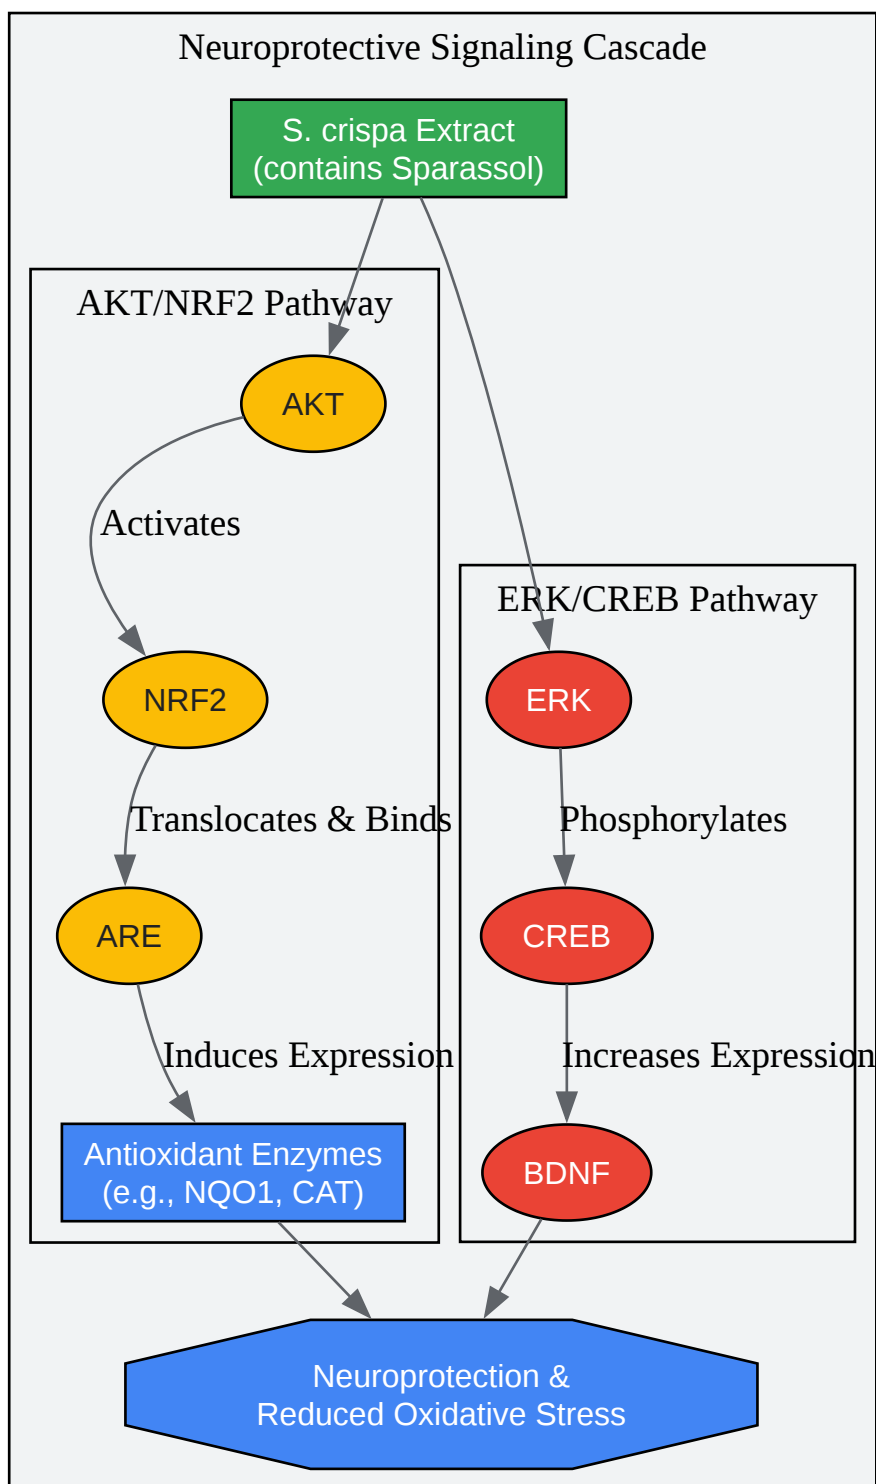 Neuroprotective Signaling Cascade
S. crispa Extract
(contains Sparassol)
AKT/NRF2 Pathway
AKT
Activates
NRF2
Translocates & Binds
ARE
Induces Expression
Antioxidant Enzymes
(e.g., NQO1, CAT)
ERK/CREB Pathway
ERK
Phosphorylates
CREB
Increases Expression
BDNF
Neuroprotection &
Reduced Oxidative Stress